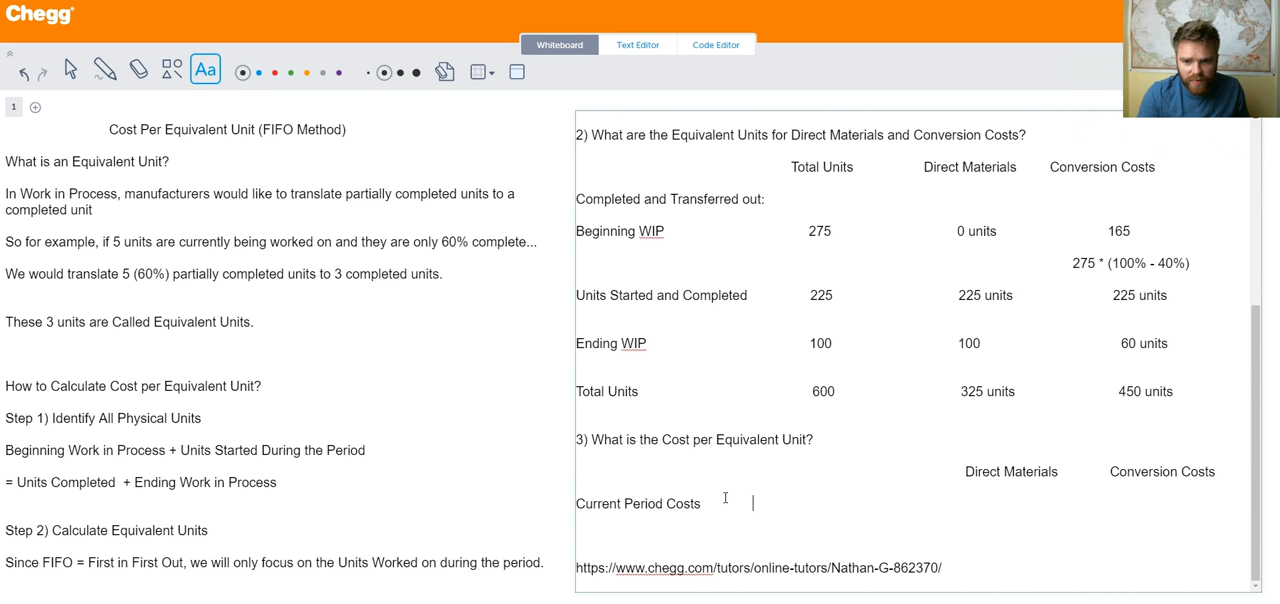 Chegg
Whiteboard
Text Editor
Code Editor
Aa
1
Cost Per Equivalent Unit (FIFO Method)
What is an Equivalent Unit?
In Work in Process, manufacturers would like to translate partially completed units to a
completed unit
So for example, if 5 units are currently being worked on and they are only 60% complete...
We would translate 5 (60%) partially completed units to 3 completed units.
These 3 units are Called Equivalent Units.
How to Calculate Cost per Equivalent Unit?
Step 1) Identify All Physical Units
Beginning Work in Process + Units Started During the Period
= Units Completed + Ending Work in Process
Step 2) Calculate Equivalent Units
Since FIFO = First in First Out, we will only focus on the Units Worked on during the period.
2) What are the Equivalent Units for Direct Materials and Conversion Costs?
Total Units Direct Materials Conversion Costs
Completed and Transferred out:
Beginning WIP 275 0 units 165
275 * (100% - 40%)
Units Started and Completed 225 225 units 225 units
Ending WIP 100 100 60 units
Total Units 600 325 units 450 units
3) What is the Cost per Equivalent Unit?
Direct Materials Conversion Costs
Current Period Costs
https://www.chegg.com/tutors/online-tutors/Nathan-G-862370/